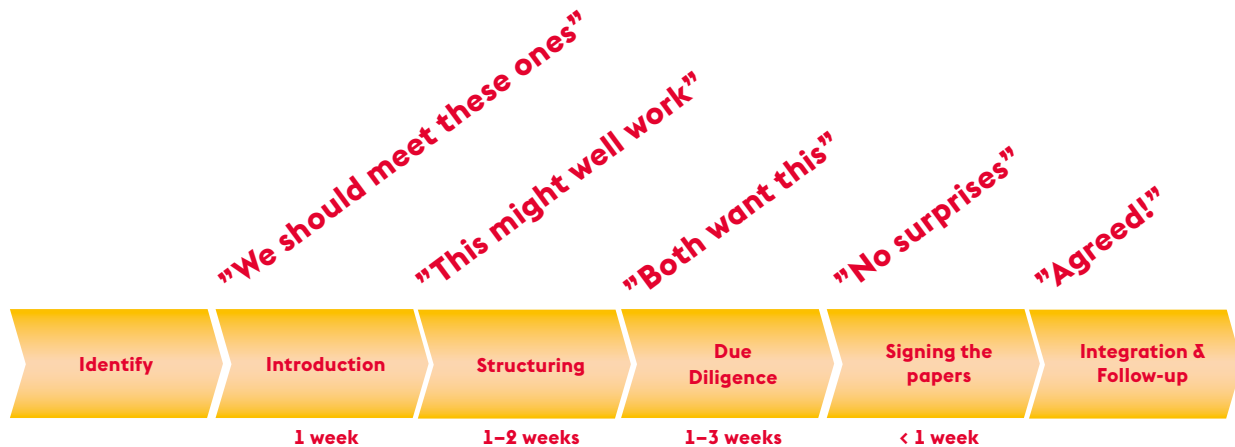 ”We should meet these ones”
”This might well work”
”Both want this”
”No surprises”
”Agreed!”
Identify
Introduction
Structuring
Due
Diligence
Signing the
papers
Integration &
Follow-up
1 week
1–2 weeks
1–3 weeks
< 1 week